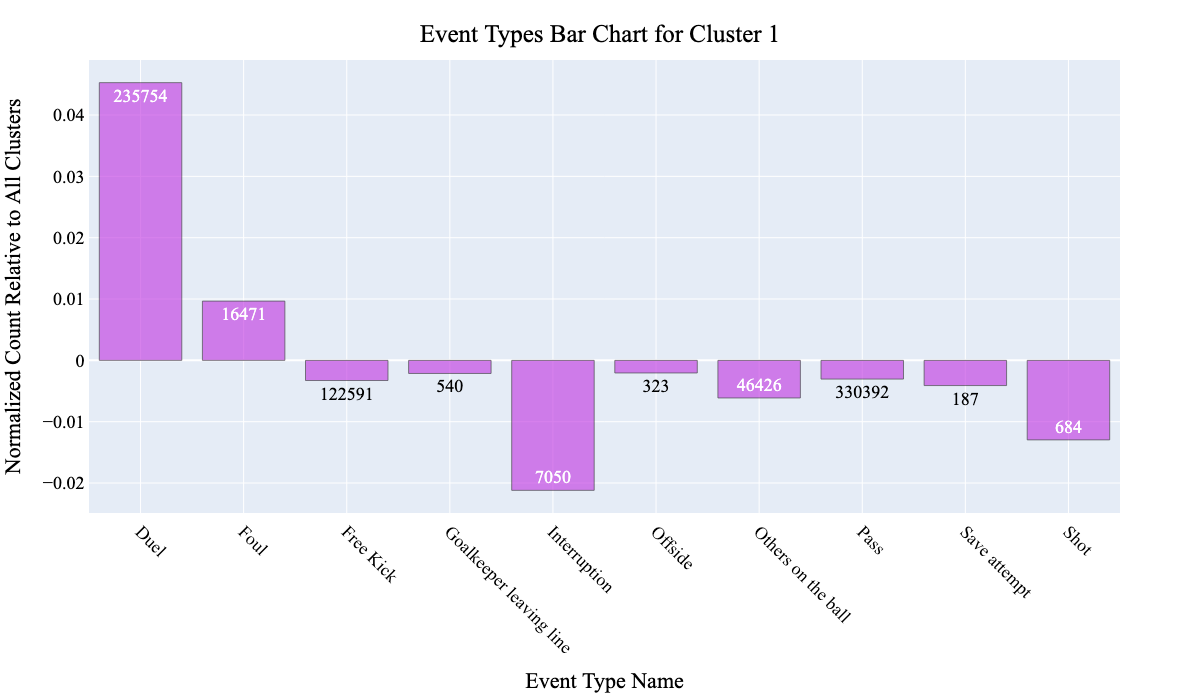 Event Types Bar Chart for Cluster 1
Normalized Count Relative to All Clusters
0.04
0.03
0.02
0.01
0
−0.01
−0.02
235754
16471
122591
540
7050
323
46426
330392
187
684
Duel
Foul
Free Kick
Goalkeeper leaving line
Interruption
Offside
Others on the ball
Pass
Save attempt
Shot
Event Type Name